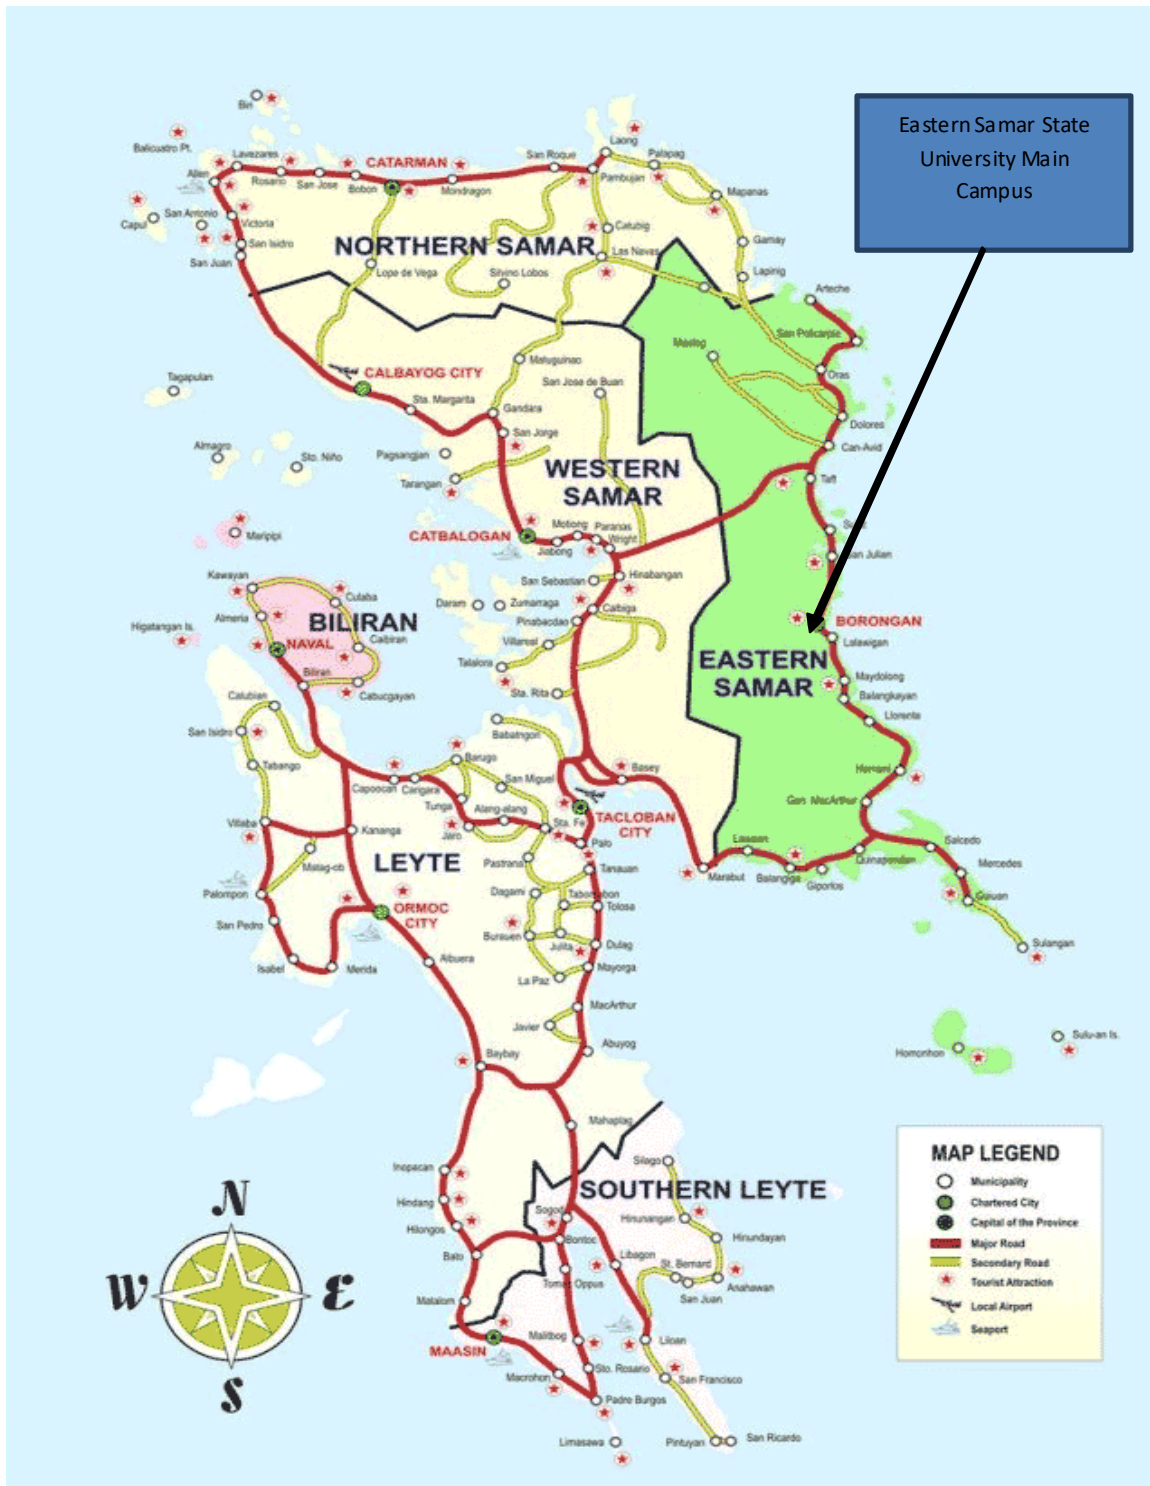 Eastern Samar State
University Main
Campus
Biri
Balicuatro Pt.
Lavezares
Allen
Rosario
San Jose
Bobon
CATARMAN
Mondragon
San Roque
Pambujan
Laong
Palapag
Mapanas
Capul
San Antonio
Victoria
San Isidro
San Juan
Catubig
Las Navas
Gamay
Lapinig
NORTHERN SAMAR
Lope de Vega
Silvino Lobos
Arteche
San Policarpio
Maslog
Oras
Dolores
Can-Avid
Taft
Tagapulan
CALBAYOG CITY
Sta. Margarita
Matuguinao
San Jose de Buan
Gandara
San Jorge
Almagro
Sto. Niño
Pagsangjan
Tarangan
WESTERN
SAMAR
CATBALOGAN
Motiong
Paranas
Wright
Jiabong
San Julian
Maripipi
San Sebastian
Hinabangan
Kawayan
Culaba
Daram
Zumarraga
Calbiga
Pinabacdao
Almeria
BILIRAN
Higatangan Is.
NAVAL
Caibiran
Villareal
Talalora
BORONGAN
Lalawigan
EASTERN
SAMAR
Biliran
Cabucgayan
Sta. Rita
Maydolong
Balangkayan
Llorente
Calubian
San Isidro
Babatngon
Tabango
Barugo
San Miguel
Basey
Hernani
Capoocan
Carigara
Tunga
Alang-alang
Gen MacArthur
TACLOBAN
CITY
Villaba
Kananga
Jaro
Sta. Fe
Palo
Lawaan
Salcedo
LEYTE
Matag-ob
Pastrana
Tanauan
Marabut
Balangiga
Giporlos
Quinapondan
Mercedes
Palompon
Dagami
Tabontabon
Guiuan
ORMOC
CITY
Tolosa
San Pedro
Burauen
Julita
Dulag
Sulangan
Isabel
Merida
Albuera
La Paz
Mayorga
MacArthur
Javier
Abuyog
Homonhon
Sulu-an Is.
Baybay
Mahaplag
Inopacan
Silago
SOUTHERN LEYTE
Hindang
Hilongos
Sogod
Hinunangan
Hinundayan
Bato
Bontoc
Libagon
St. Bernard
Anahawan
San Juan
Tomas Oppus
Matalom
MAASIN
Malitbog
Liloan
Macrohon
Sto. Rosario
San Francisco
Padre Burgos
Limasawa
Pintuyan
San Ricardo
N
W
E
S
MAP LEGEND
Municipality
Chartered City
Capital of the Province
Major Road
Secondary Road
Tourist Attraction
Local Airport
Seaport